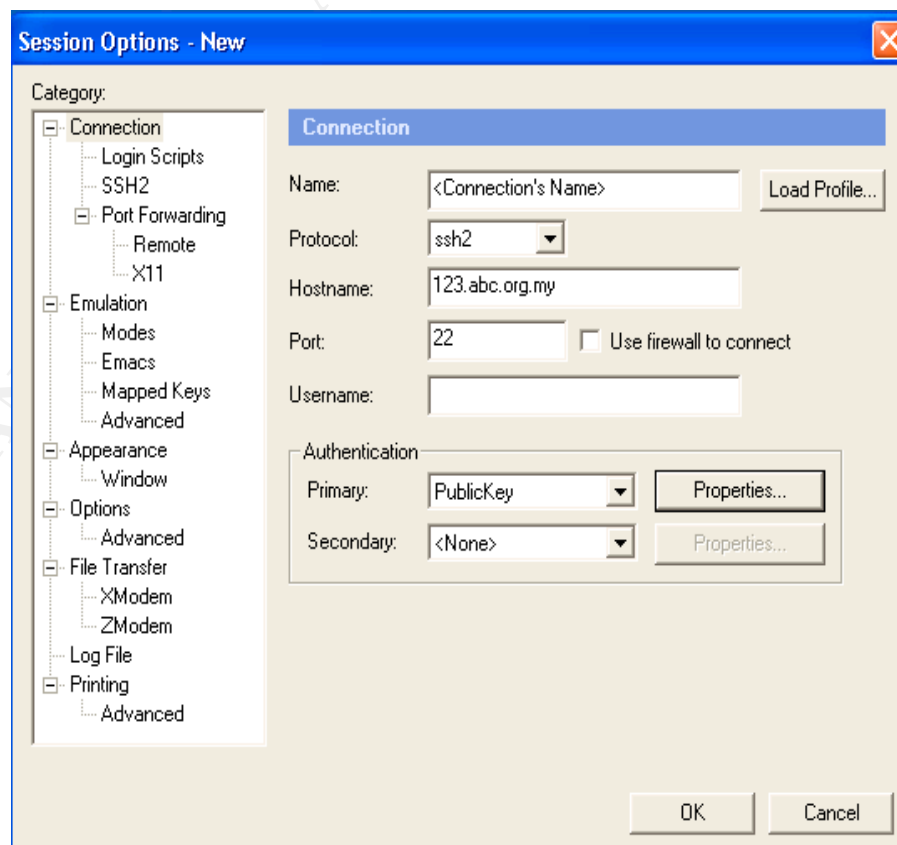 Session Options - New
Category:
Connection
Login Scripts
SSH2
Port Forwarding
Remote
X11
Emulation
Modes
Emacs
Mapped Keys
Advanced
Appearance
Window
Options
Advanced
File Transfer
XModem
ZModem
Log File
Printing
Advanced
Connection
Name: <Connection's Name> Load Profile...
Protocol: ssh2
Hostname: 123.abc.org.my
Port: 22 Use firewall to connect
Username:
Authentication
Primary: PublicKey Properties...
Secondary: <None> Properties...
OK Cancel